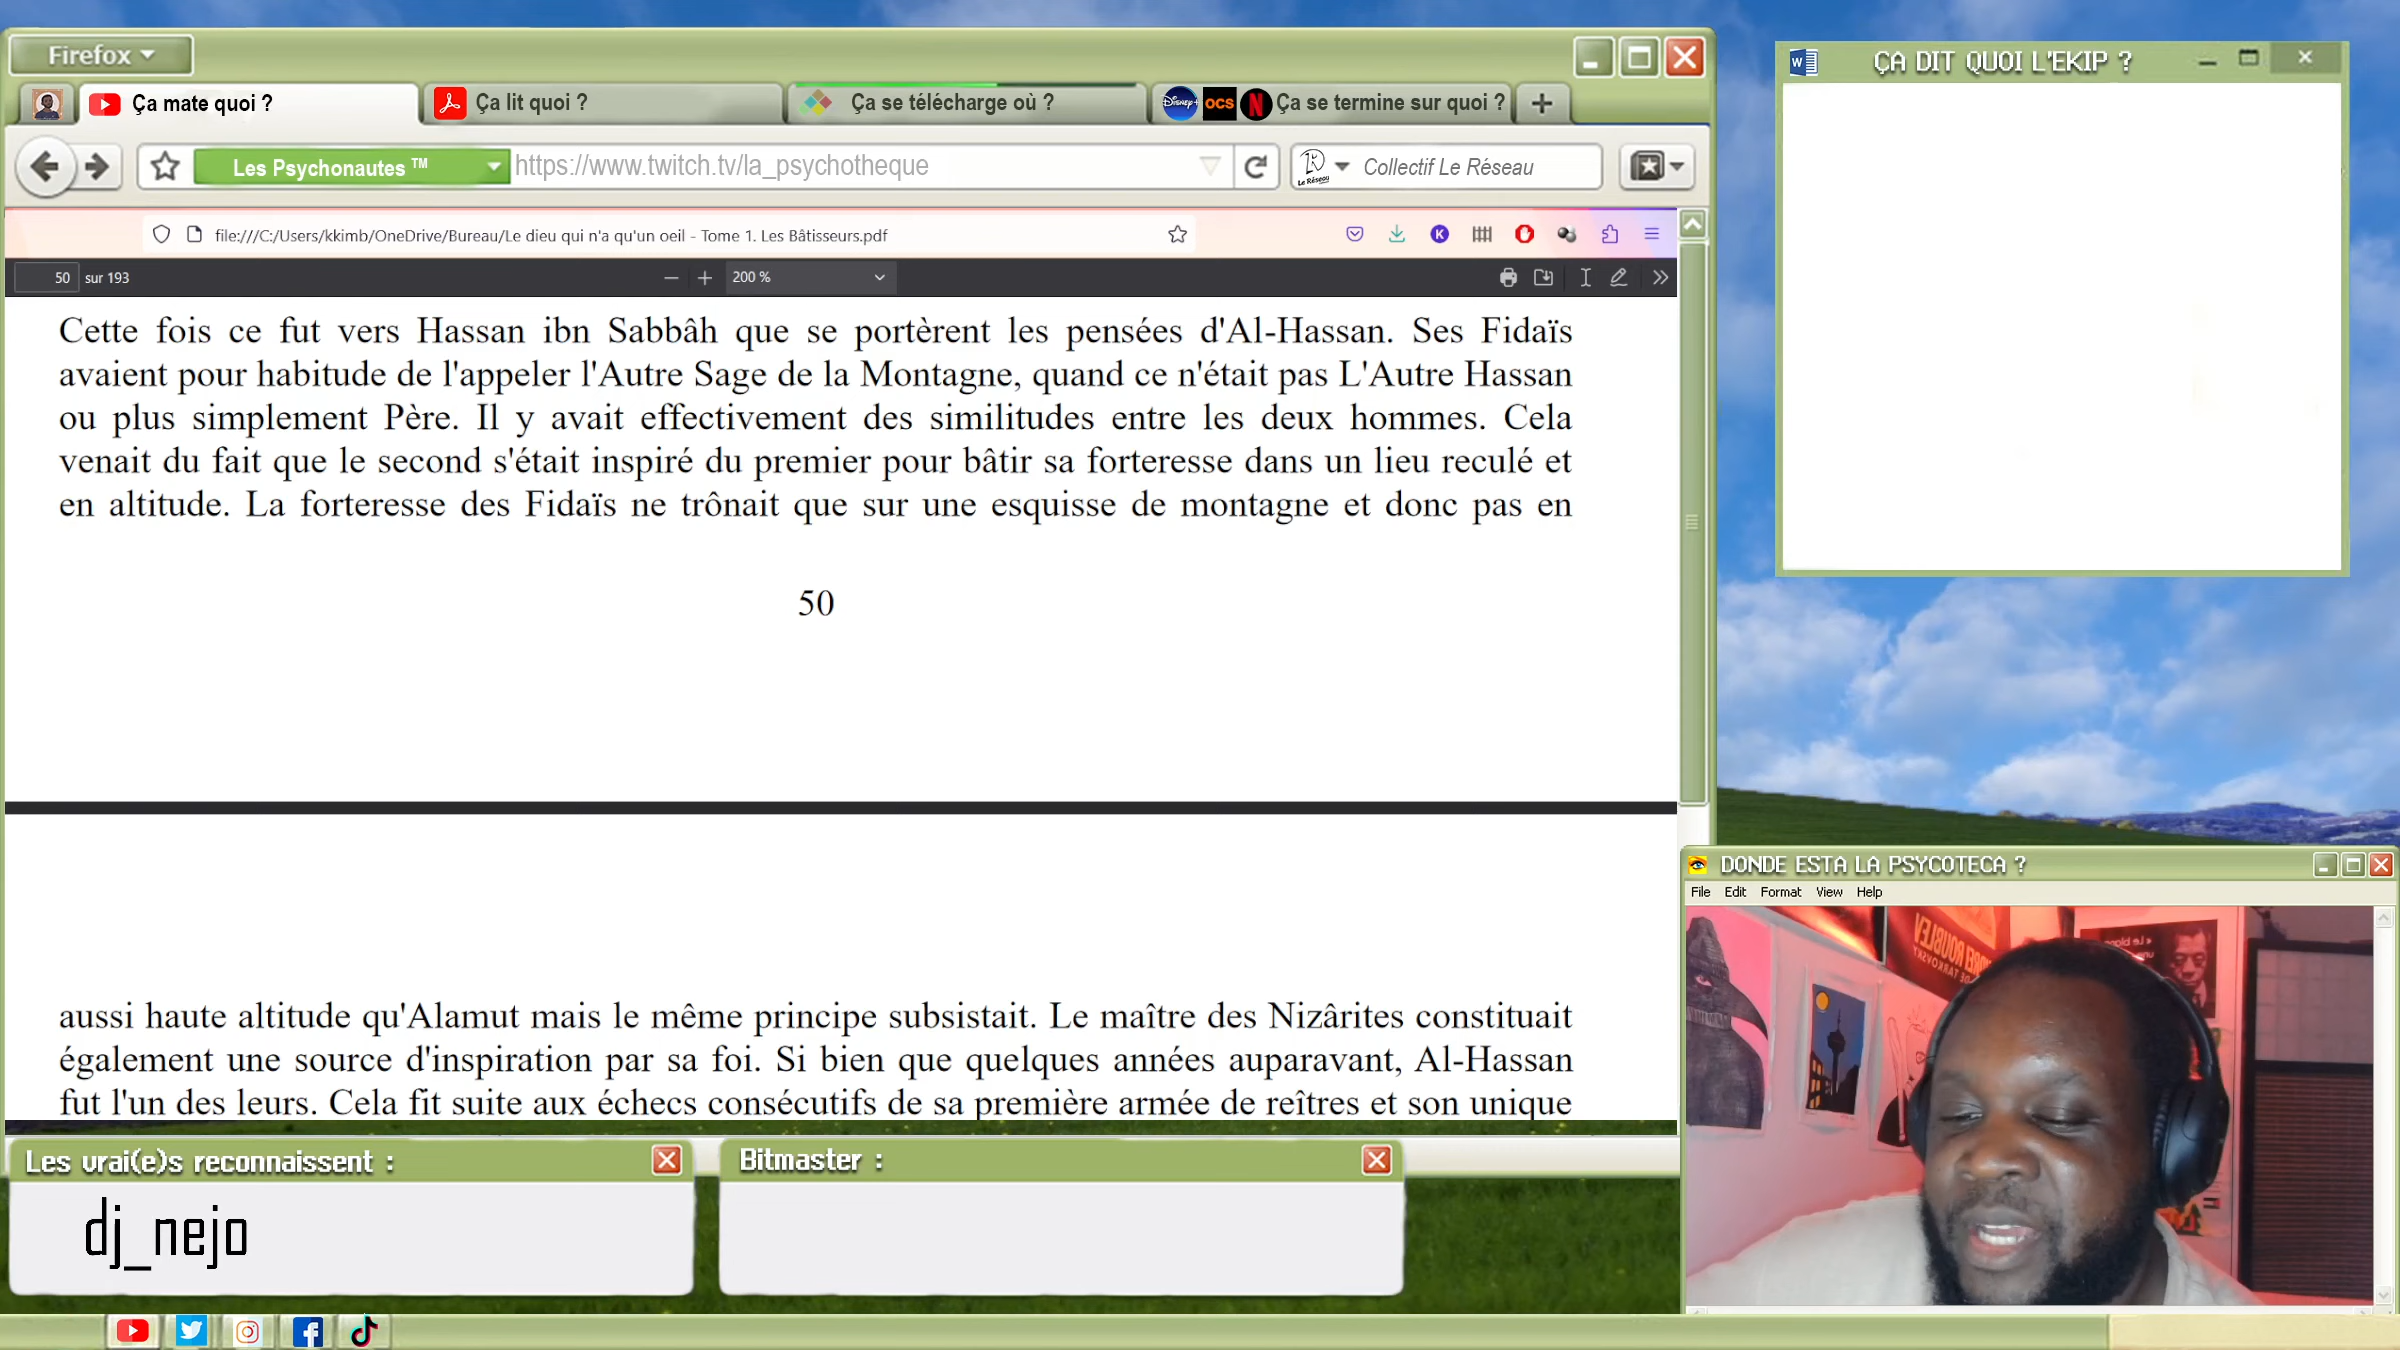 Firefox
Ça mate quoi ?
Ça lit quoi ?
Ça se télécharge où ?
Disney+
OCS
N
Ça se termine sur quoi ?
Les Psychonautes ™
https://www.twitch.tv/la_psychotheque
Le Réseau
Collectif Le Réseau
file:///C:/Users/kkimb/OneDrive/Bureau/Le dieu qui n'a qu'un oeil - Tome 1. Les Bâtisseurs.pdf
K
50 sur 193
200 %
Cette fois ce fut vers Hassan ibn Sabbâh que se portèrent les pensées d'Al-Hassan. Ses Fidaïs
avaient pour habitude de l'appeler l'Autre Sage de la Montagne, quand ce n'était pas L'Autre Hassan
ou plus simplement Père. Il y avait effectivement des similitudes entre les deux hommes. Cela
venait du fait que le second s'était inspiré du premier pour bâtir sa forteresse dans un lieu reculé et
en altitude. La forteresse des Fidaïs ne trônait que sur une esquisse de montagne et donc pas en
50
aussi haute altitude qu'Alamut mais le même principe subsistait. Le maître des Nizârites constituait
également une source d'inspiration par sa foi. Si bien que quelques années auparavant, Al-Hassan
fut l'un des leurs. Cela fit suite aux échecs consécutifs de sa première armée de reîtres et son unique
W
ÇA DIT QUOI L'EKIP ?
DONDE ESTA LA PSYCOTECA ?
File Edit Format View Help
Les vrai(e)s reconnaissent :
dj_nejo
Bitmaster :